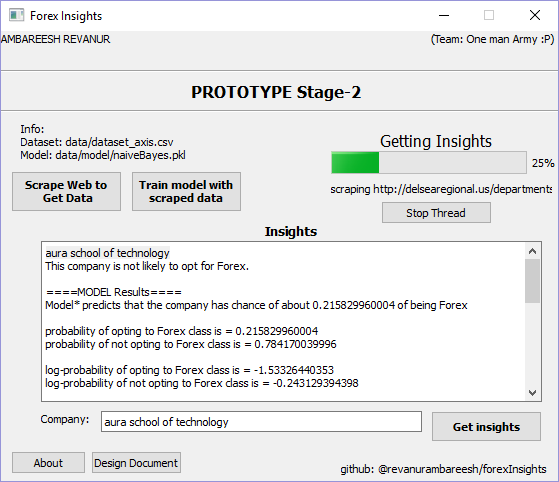 Forex Insights
AMBAREESH REVANUR
(Team: One man Army :P)
PROTOTYPE Stage-2
Info:
Dataset: data/dataset_axis.csv
Model: data/model/naiveBayes.pkl
Scrape Web to
Get Data
Train model with
scraped data
Getting Insights
25%
scraping http://delsearegional.us/departments
Stop Thread
Insights
aura school of technology
This company is not likely to opt for Forex.
====MODEL Results====
Model* predicts that the company has chance of about 0.215829960004 of being Forex
probability of opting to Forex class is = 0.215829960004
probability of not opting to Forex class is = 0.784170039996
log-probability of opting to Forex class is = -1.53326440353
log-probability of not opting to Forex class is = -0.243129394398
Company:
aura school of technology
Get insights
About
Design Document
github: @revanurambareesh/forexInsights